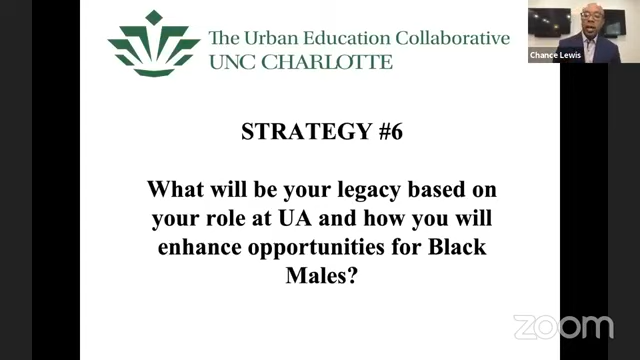 The Urban Education Collaborative
UNC CHARLOTTE
Chance Lewis
STRATEGY #6
What will be your legacy based on
your role at UA and how you will
enhance opportunities for Black
Males?
zoom